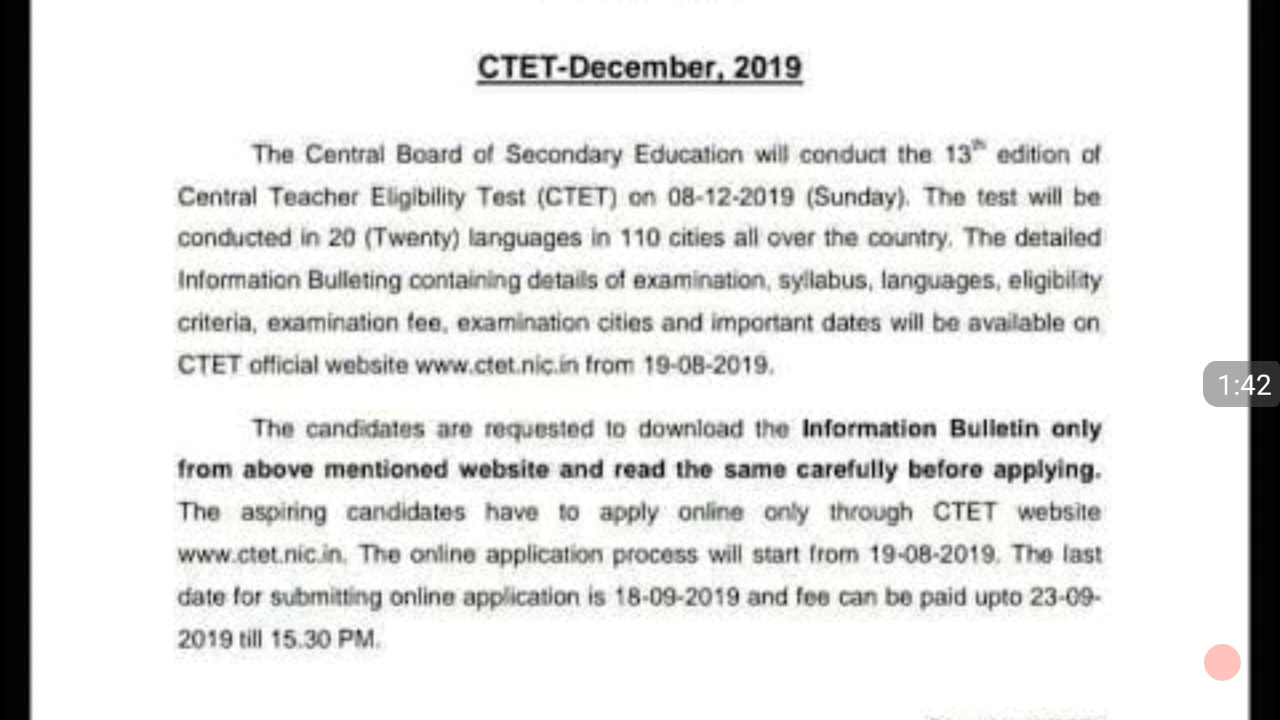 CTET-December, 2019
The Central Board of Secondary Education will conduct the 13th edition of
Central Teacher Eligibility Test (CTET) on 08-12-2019 (Sunday). The test will be
conducted in 20 (Twenty) languages in 110 cities all over the country. The detailed
Information Bulleting containing details of examination, syllabus, languages, eligibility
criteria, examination fee, examination cities and important dates will be available on
CTET official website www.ctet.nic.in from 19-08-2019.
1:42
The candidates are requested to download the Information Bulletin only
from above mentioned website and read the same carefully before applying.
The aspiring candidates have to apply online only through CTET website
www.ctet.nic.in. The online application process will start from 19-08-2019. The last
date for submitting online application is 18-09-2019 and fee can be paid upto 23-09-
2019 till 15.30 PM.